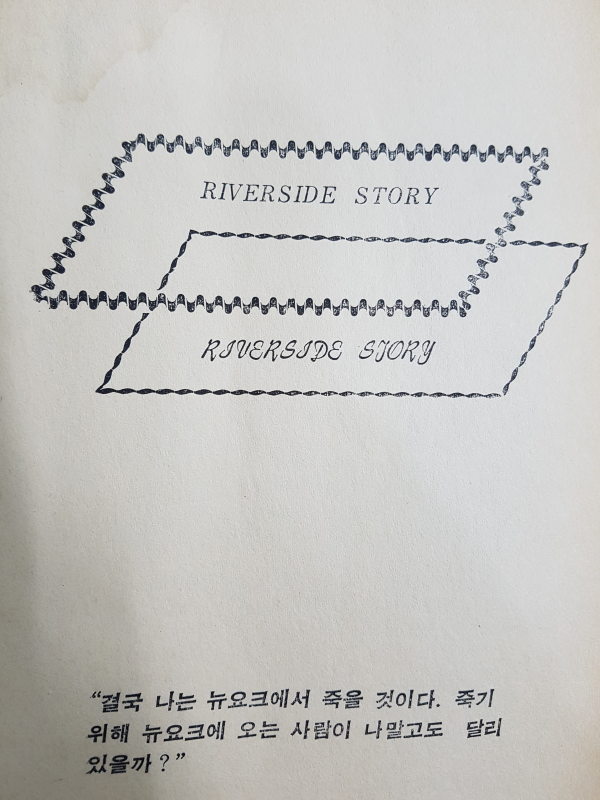 RIVERSIDE STORY
RIVERSIDE STORY
“결국 나는 뉴요크에서 죽을 것이다. 죽기
위해 뉴요크에 오는 사람이 나말고도 달리
있을까?”